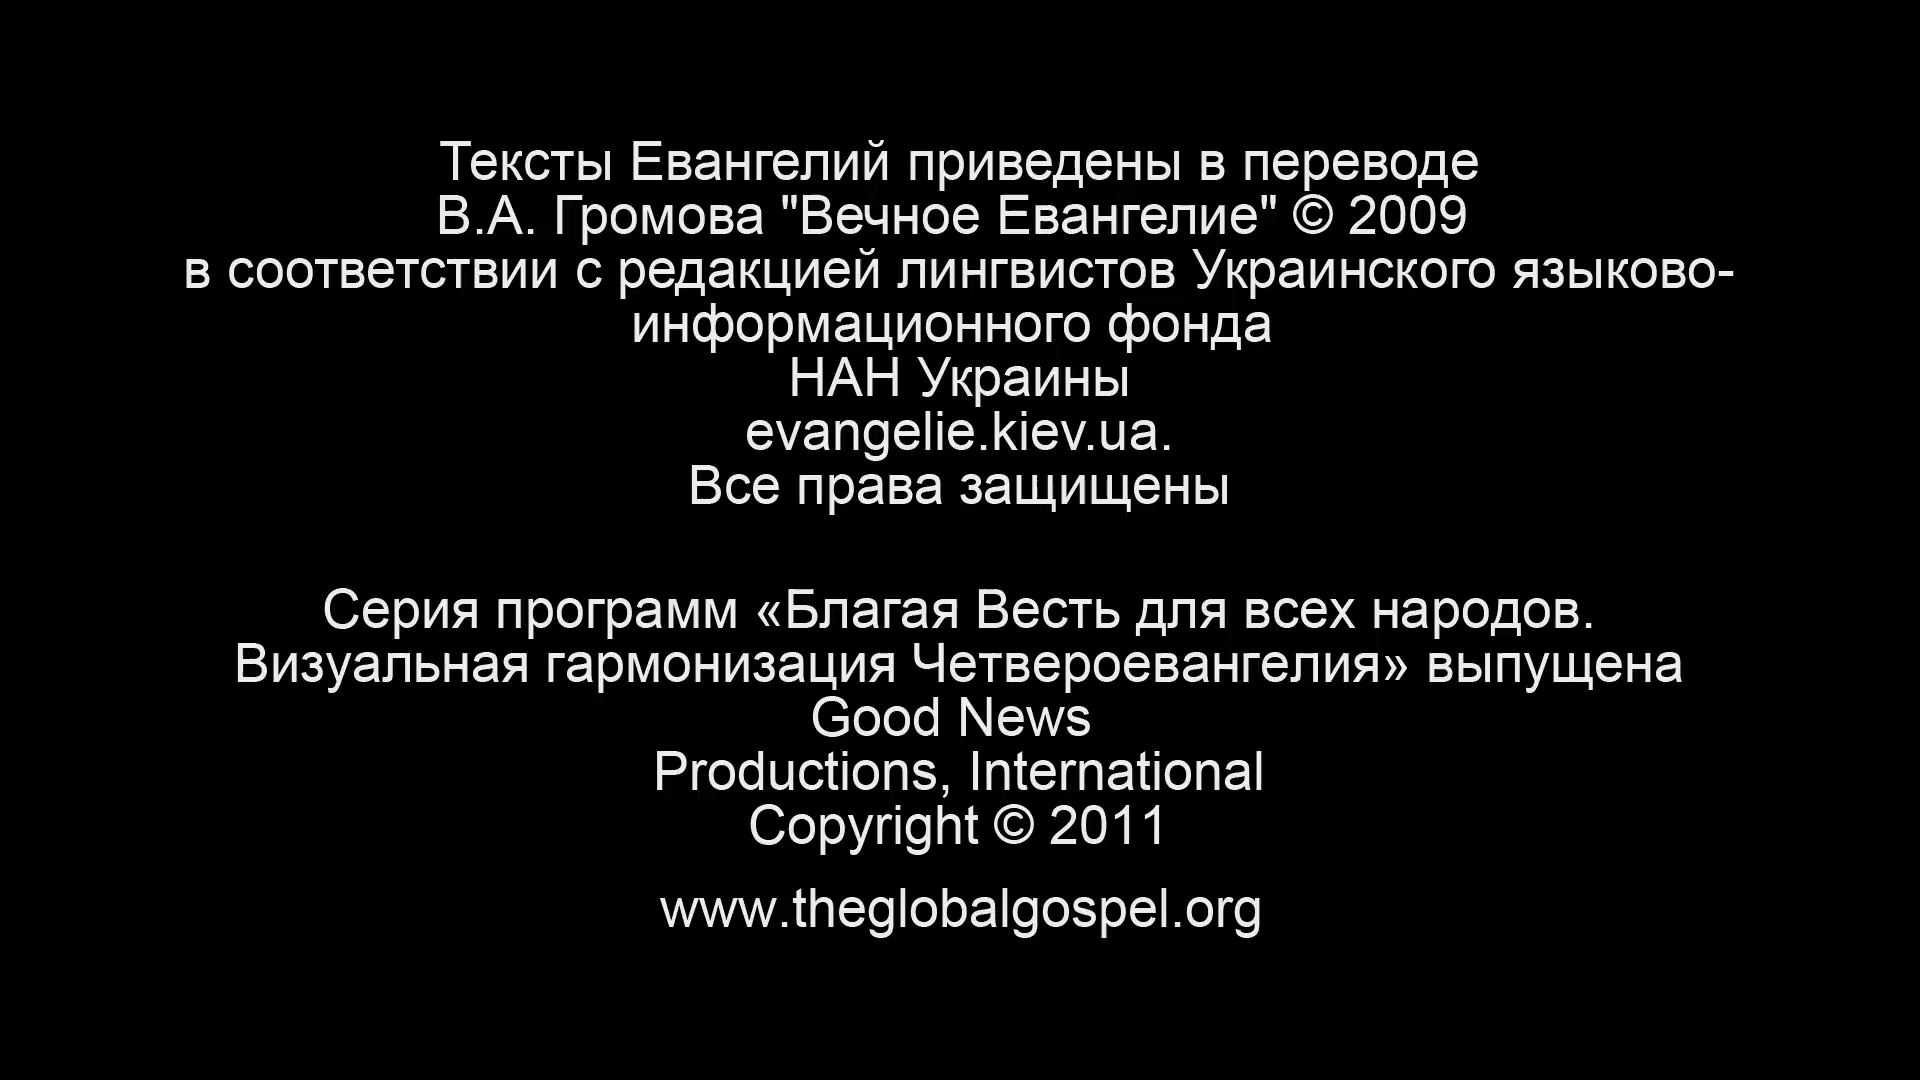 Тексты Евангелий приведены в переводе
В.А. Громова "Вечное Евангелие" © 2009
в соответствии с редакцией лингвистов Украинского языково-
информационного фонда
НАН Украины
evangelie.kiev.ua.
Все права защищены
Серия программ «Благая Весть для всех народов.
Визуальная гармонизация Четвероевангелия» выпущена
Good News
Productions, International
Copyright © 2011
www.theglobalgospel.org